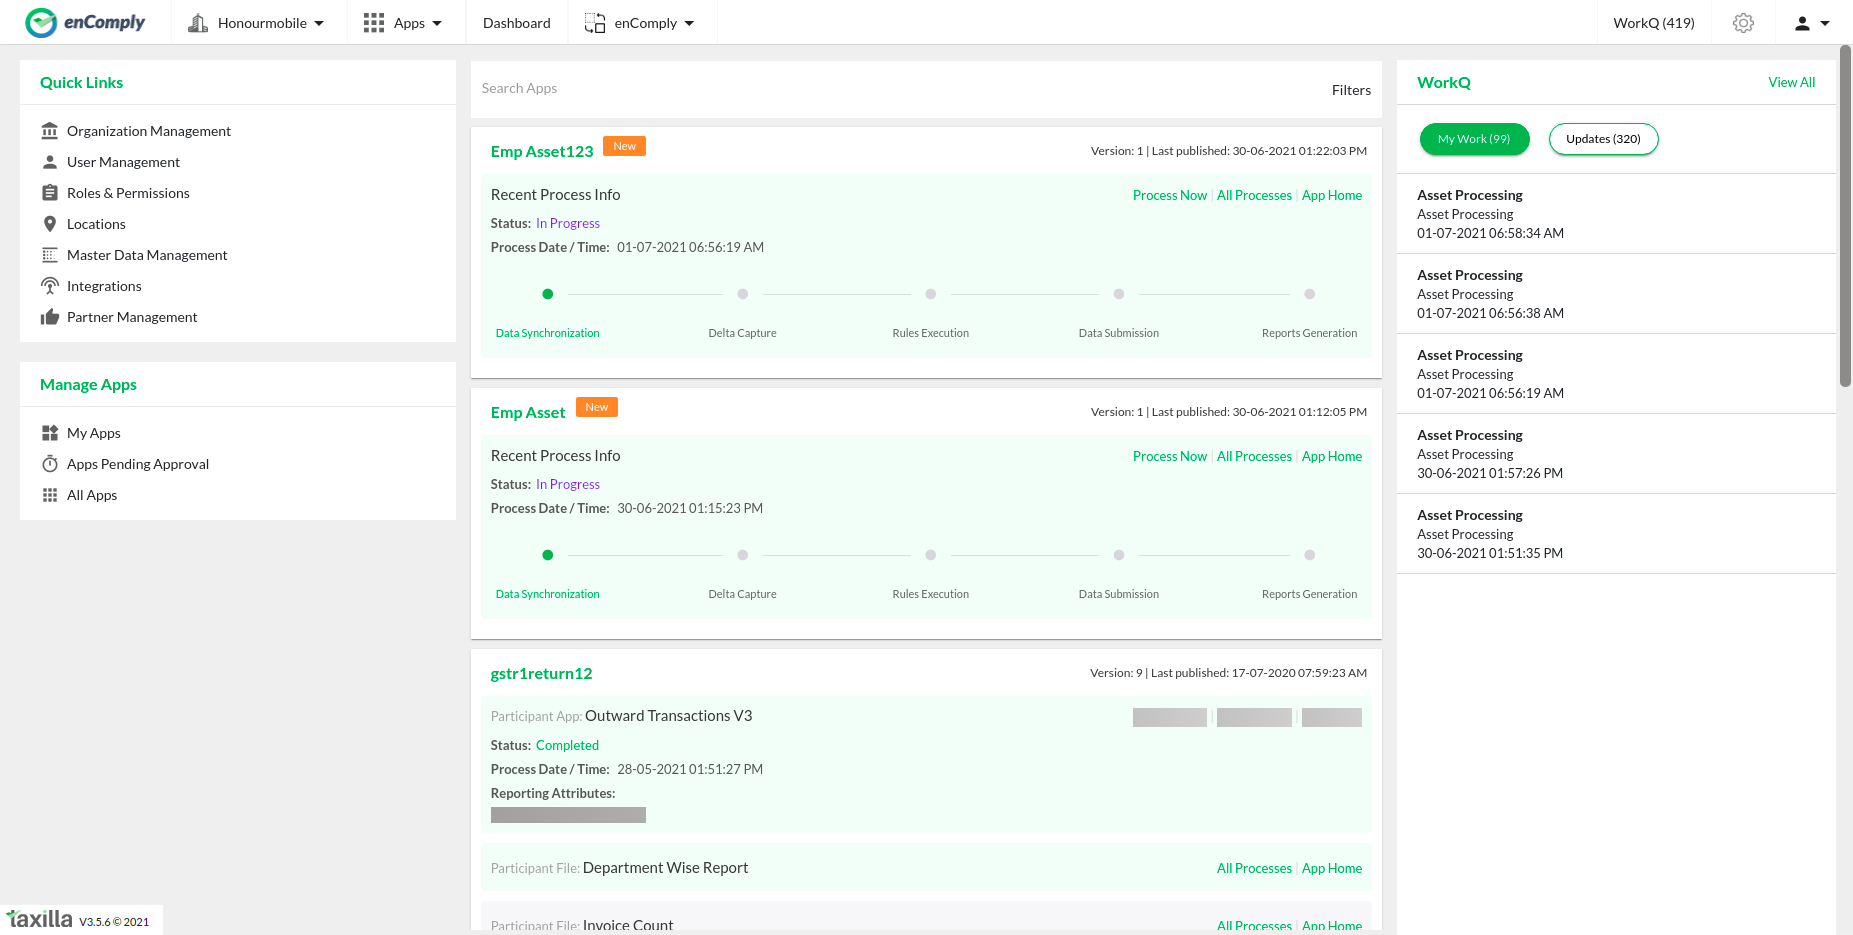 enComply
Honourmobile
Apps
Dashboard
enComply
WorkQ (419)
Quick Links
Organization Management
User Management
Roles & Permissions
Locations
Master Data Management
Integrations
Partner Management
Manage Apps
My Apps
Apps Pending Approval
All Apps
Search Apps
Filters
Emp Asset123 New
Version: 1 | Last published: 30-06-2021 01:22:03 PM
Recent Process Info
Process Now | All Processes | App Home
Status: In Progress
Process Date / Time: 01-07-2021 06:56:19 AM
Data Synchronization
Delta Capture
Rules Execution
Data Submission
Reports Generation
Emp Asset New
Version: 1 | Last published: 30-06-2021 01:12:05 PM
Recent Process Info
Process Now | All Processes | App Home
Status: In Progress
Process Date / Time: 30-06-2021 01:15:23 PM
Data Synchronization
Delta Capture
Rules Execution
Data Submission
Reports Generation
gstr1return12
Version: 9 | Last published: 17-07-2020 07:59:23 AM
Participant App: Outward Transactions V3
Status: Completed
Process Date / Time: 28-05-2021 01:51:27 PM
Reporting Attributes:
Participant File: Department Wise Report
All Processes | App Home
Participant File: Invoice Count
All Processes | App Home
WorkQ
View All
My Work (99)
Updates (320)
Asset Processing
Asset Processing
01-07-2021 06:58:34 AM
Asset Processing
Asset Processing
01-07-2021 06:56:38 AM
Asset Processing
Asset Processing
01-07-2021 06:56:19 AM
Asset Processing
Asset Processing
30-06-2021 01:57:26 PM
Asset Processing
Asset Processing
30-06-2021 01:51:35 PM
taxilla V3.5.6 © 2021